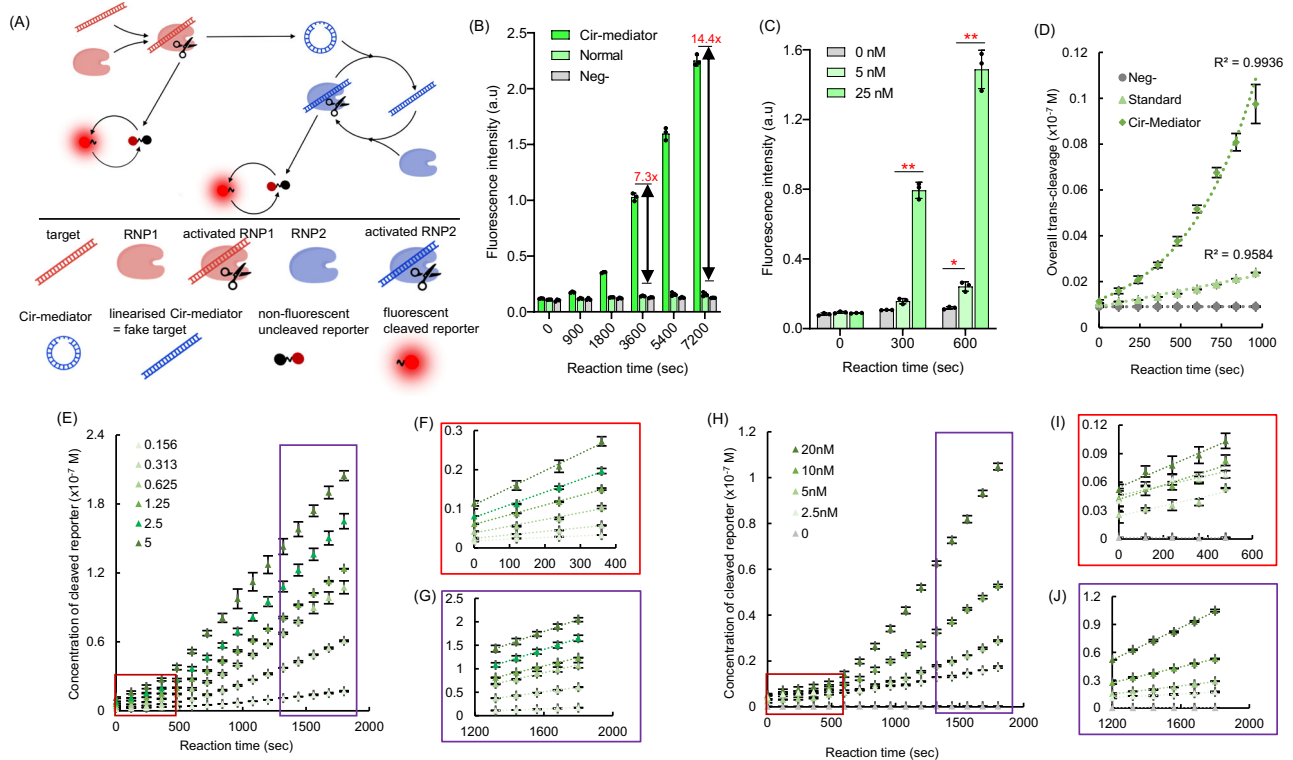 (A)
target
RNP1
activated RNP1
RNP2
activated RNP2
Cir-mediator
linearised Cir-mediator
= fake target
non-fluorescent
uncleaved reporter
fluorescent
cleaved reporter
(B)
Cir-mediator
Normal
Neg-
14.4x
7.3x
Fluorescence intensity (a.u)
2.5
2.0
1.5
1.0
0.5
0.0
0
900
1800
3600
5400
7200
Reaction time (sec)
(C)
0 nM
5 nM
25 nM
**
**
*
Fluorescence intensity (a.u)
1.6
1.2
0.8
0.4
0.0
0
300
600
Reaction time (sec)
(D)
R² = 0.9936
Neg-
Standard
Cir-Mediator
R² = 0.9584
Overall trans-cleavage (x10⁻⁷ M)
0.12
0.1
0.08
0.06
0.04
0.02
0
0 200 400 600 800 1000
Reaction time (sec)
(E)
0.156
0.313
0.625
1.25
2.5
5
Concentration of cleaved reporter (x10⁻⁷ M)
2.4
1.8
1.2
0.6
0
0 500 1000 1500 2000
Reaction time (sec)
(F)
0.3
0.2
0.1
0
0 100 200 300 400
(G)
2.5
2
1.5
1
0.5
0
1200 1400 1600 1800 2000
(H)
20nM
10nM
5nM
2.5nM
0
Concentration of cleaved reporter (x10⁻⁷ M)
1.2
1
0.8
0.6
0.4
0.2
0
0 500 1000 1500 2000
Reaction time (sec)
(I)
0.12
0.09
0.06
0.03
0
0 200 400 600 800
(J)
1.2
0.9
0.6
0.3
0
1200 1400 1600 1800 2000